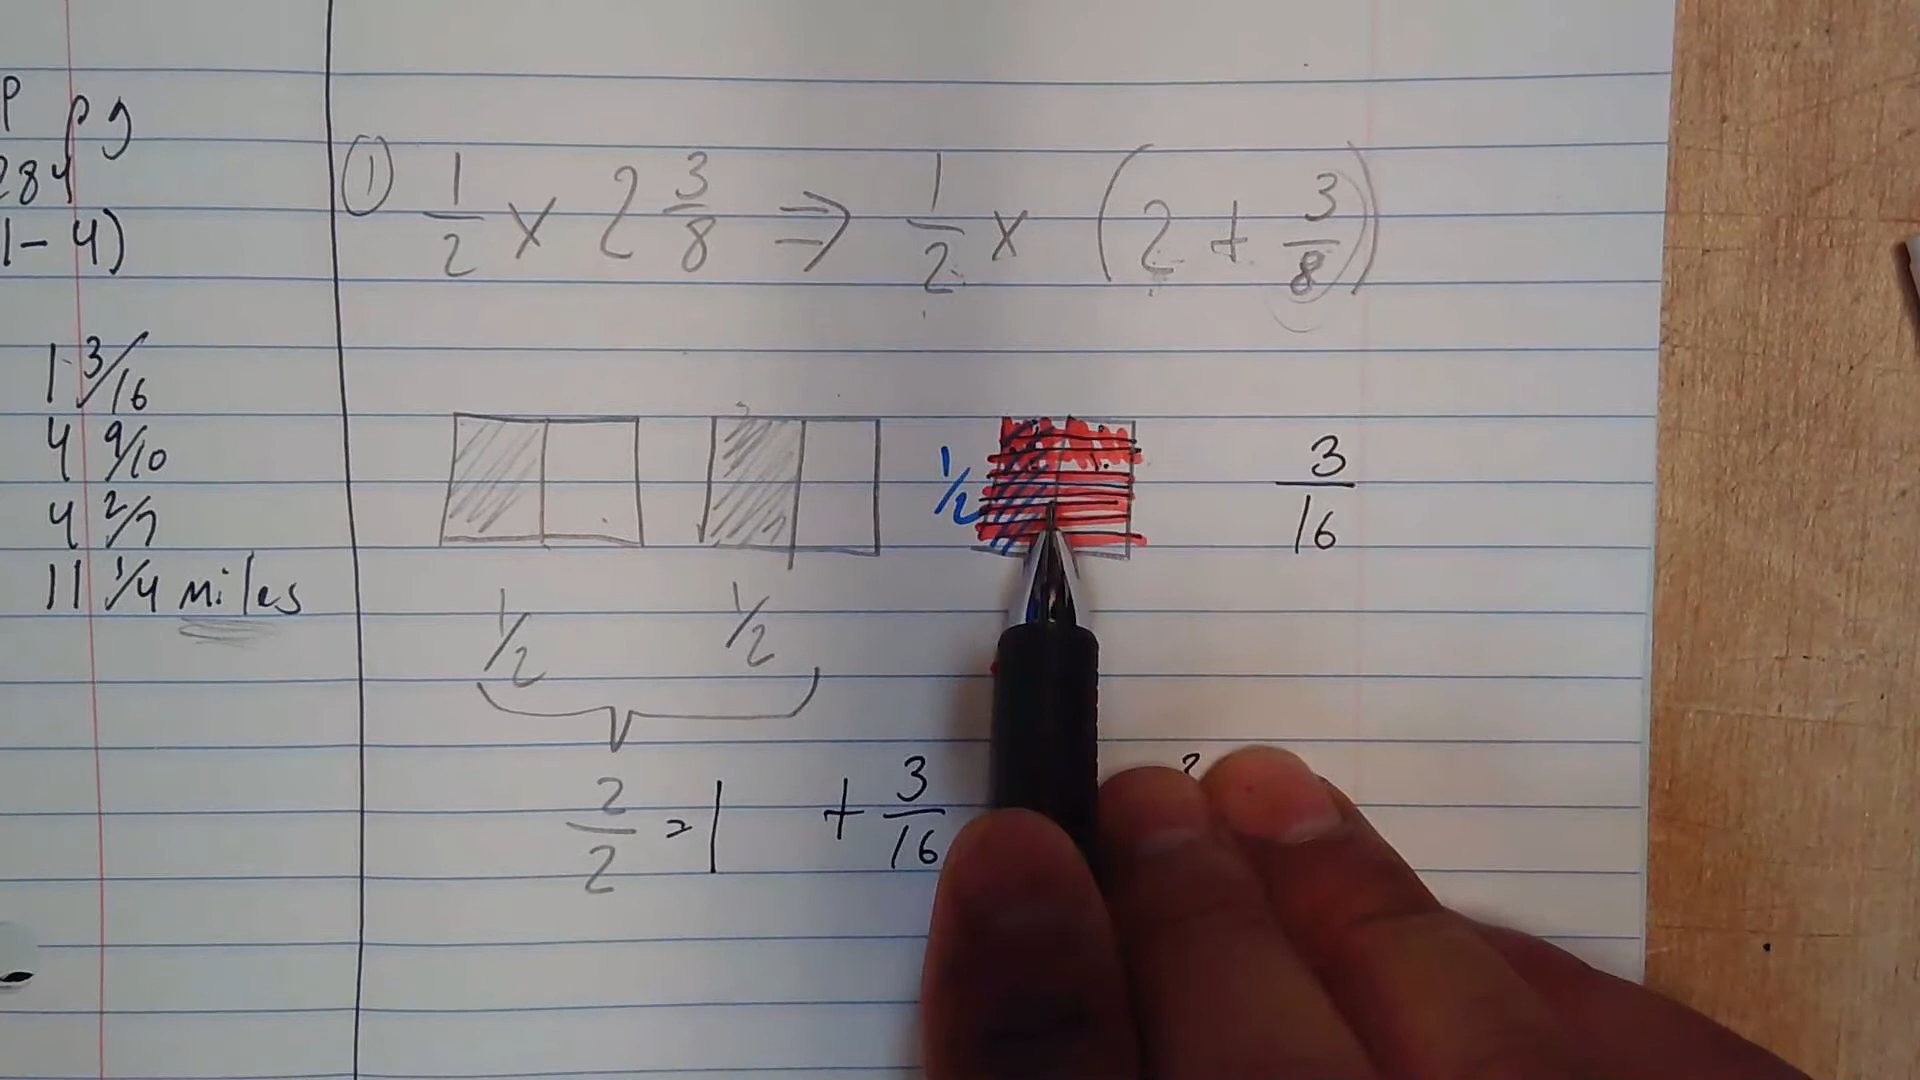 P pg
284
(1-4)
1 3/16
4 9/10
4 2/7
11 1/4 miles
① 1/2 x 2 3/8 ⇒ 1/2 x (2 + 3/8)
1/2 3/16
1/2 1/2
2/2 = 1 + 3/16